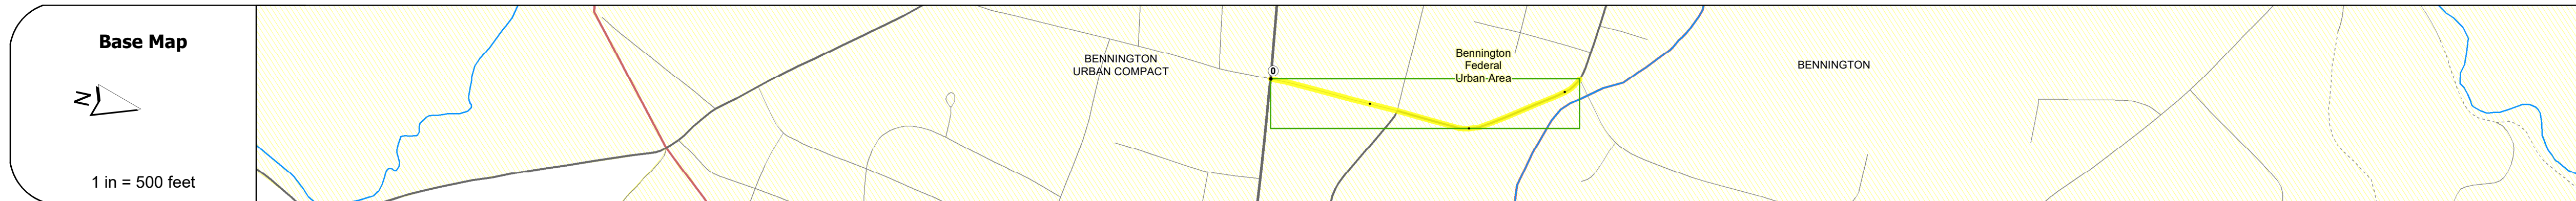 Base Map
N
1 in = 500 feet
BENNINGTON
URBAN COMPACT
0
Bennington
Federal
Urban-Area
BENNINGTON